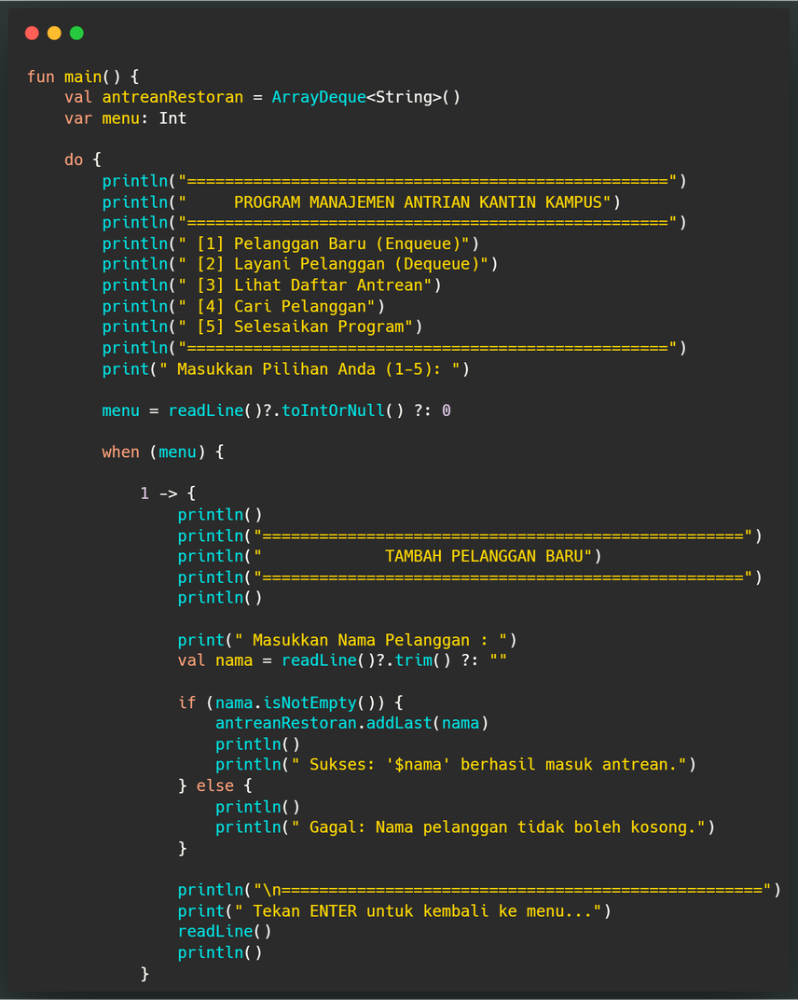 fun main() {
    val antreanRestoran = ArrayDeque<String>()
    var menu: Int

    do {
        println("===================================================")
        println("     PROGRAM MANAJEMEN ANTRIAN KANTIN KAMPUS")
        println("===================================================")
        println(" [1] Pelanggan Baru (Enqueue)")
        println(" [2] Layani Pelanggan (Dequeue)")
        println(" [3] Lihat Daftar Antrean")
        println(" [4] Cari Pelanggan")
        println(" [5] Selesaikan Program")
        println("===================================================")
        print(" Masukkan Pilihan Anda (1-5): ")

        menu = readLine()?.toIntOrNull() ?: 0

        when (menu) {

            1 -> {
                println()
                println("===================================================")
                println("             TAMBAH PELANGGAN BARU")
                println("===================================================")
                println()

                print(" Masukkan Nama Pelanggan : ")
                val nama = readLine()?.trim() ?: ""

                if (nama.isNotEmpty()) {
                    antreanRestoran.addLast(nama)
                    println()
                    println(" Sukses: '$nama' berhasil masuk antrean.")
                } else {
                    println()
                    println(" Gagal: Nama pelanggan tidak boleh kosong.")
                }

                println("\n===================================================")
                print(" Tekan ENTER untuk kembali ke menu...")
                readLine()
                println()
            }